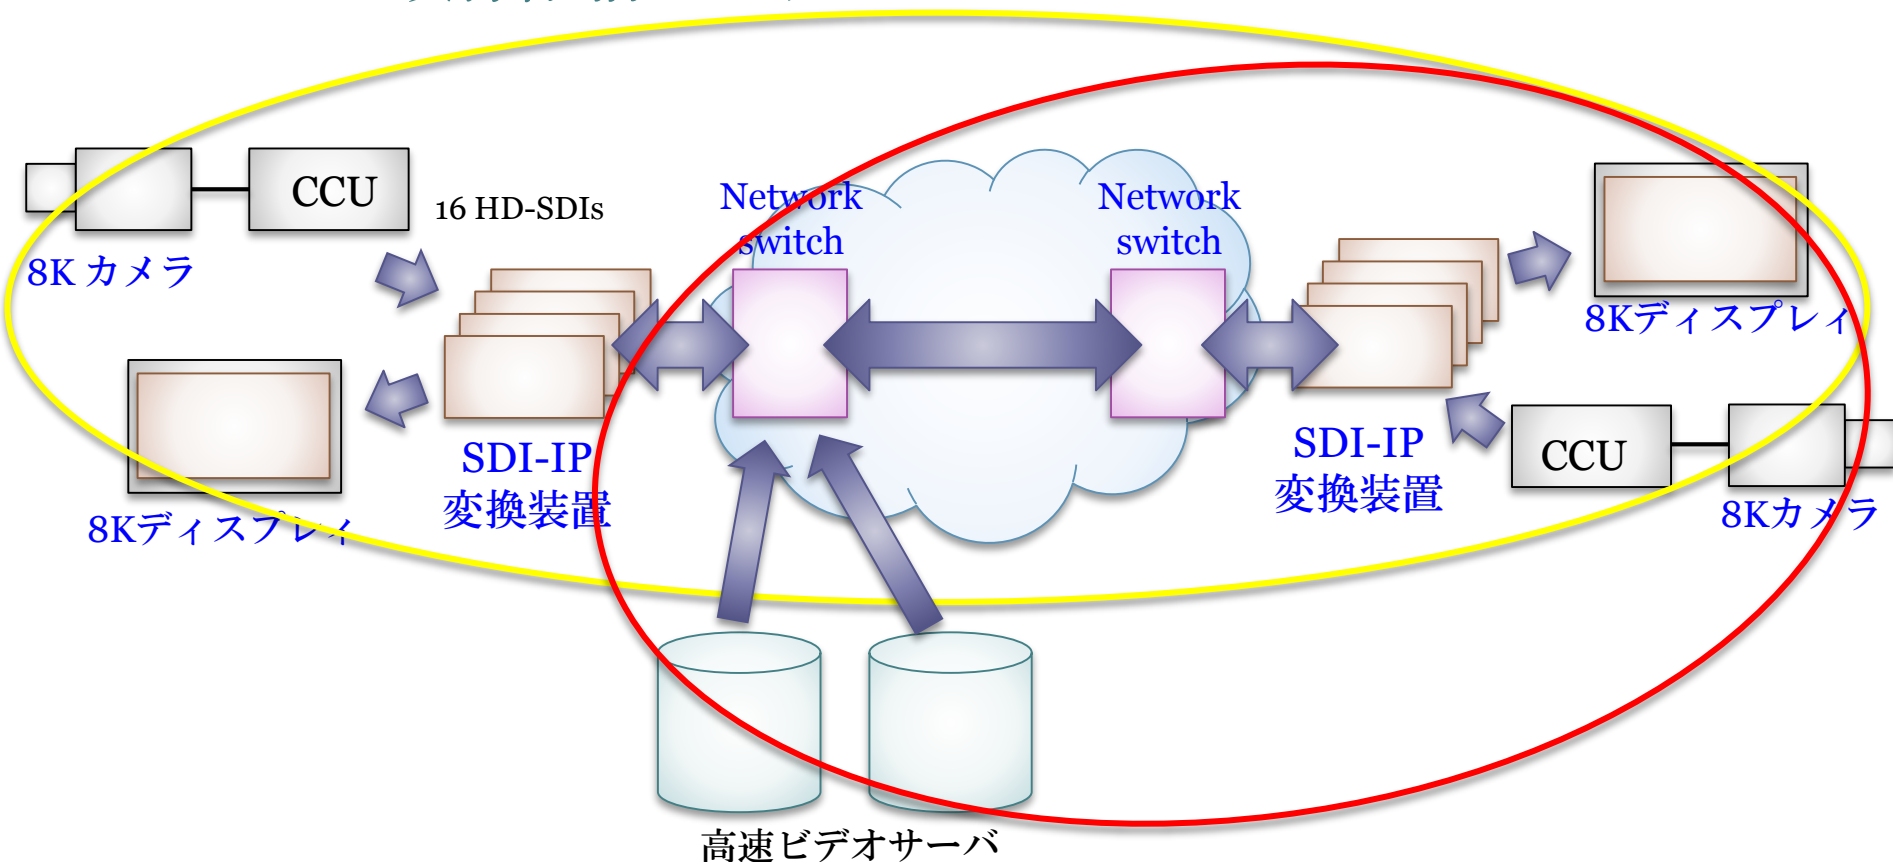 CCU
16 HD-SDIs
8K カメラ
Network
switch
Network
switch
8Kディスプレィ
SDI-IP
変換装置
8Kディスプレィ
SDI-IP
変換装置
CCU
8Kカメラ
高速ビデオサーバ